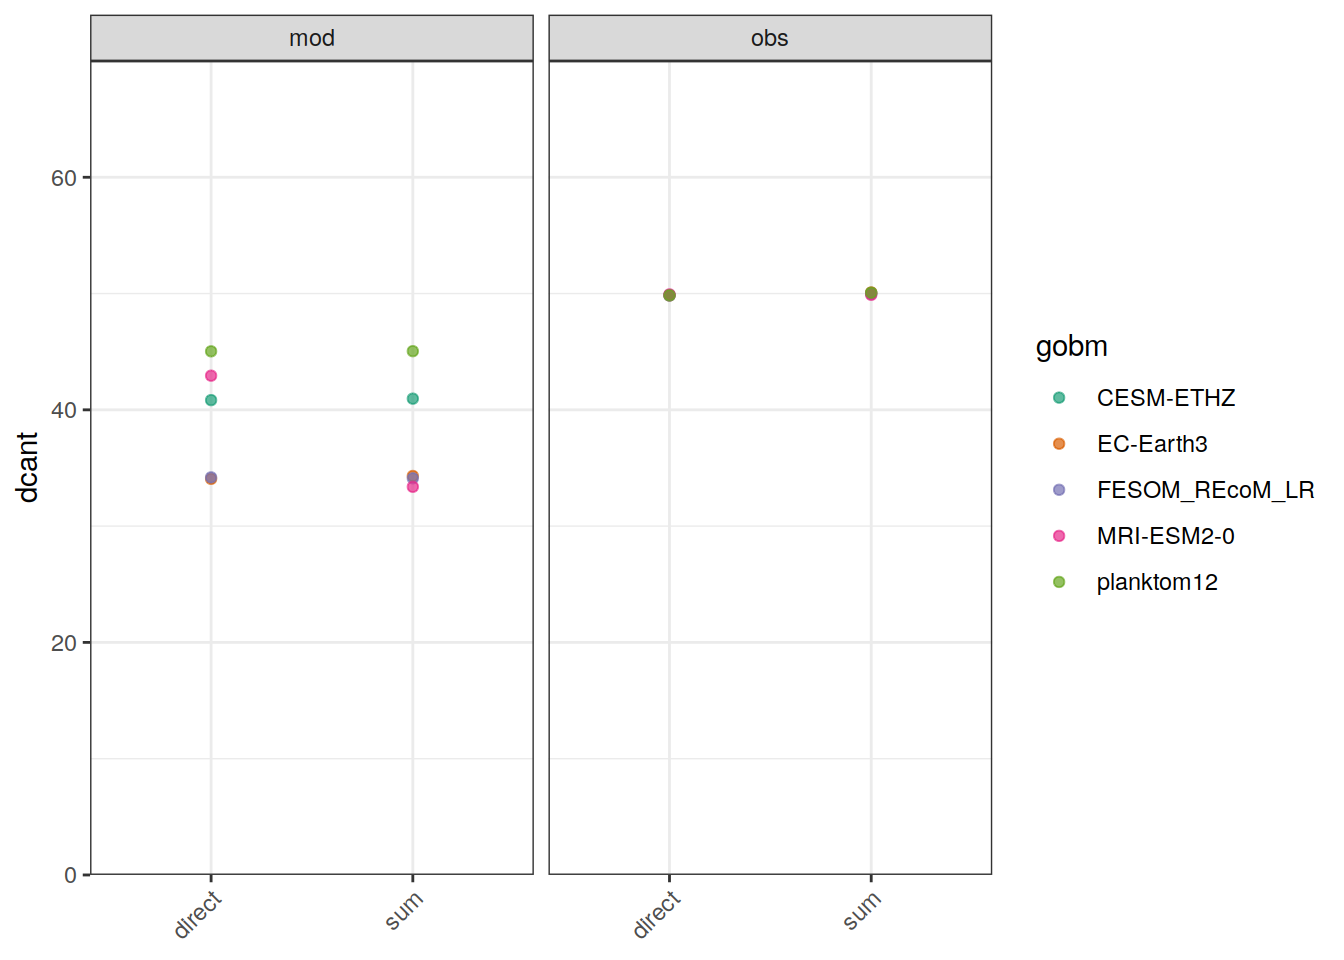 mod
obs
60
40
20
0
dcant
direct
sum
direct
sum
gobm
CESM-ETHZ
EC-Earth3
FESOM_REcoM_LR
MRI-ESM2-0
planktom12